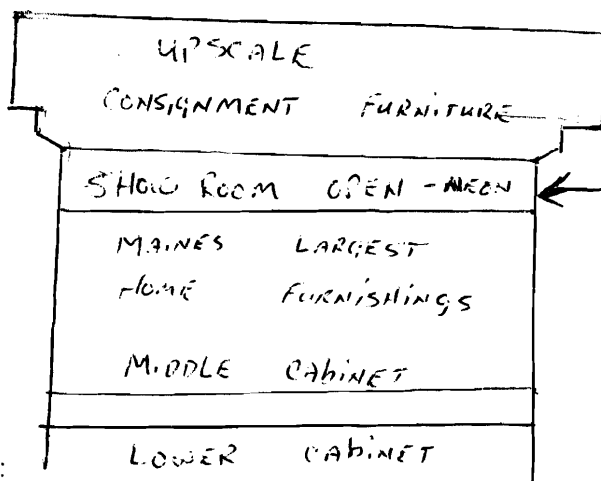 UPSCALE
CONSIGNMENT FURNITURE
SHOW ROOM OPEN - NEON
MAINES LARGEST
HOME FURNISHINGS
MIDDLE CABINET
LOWER CABINET